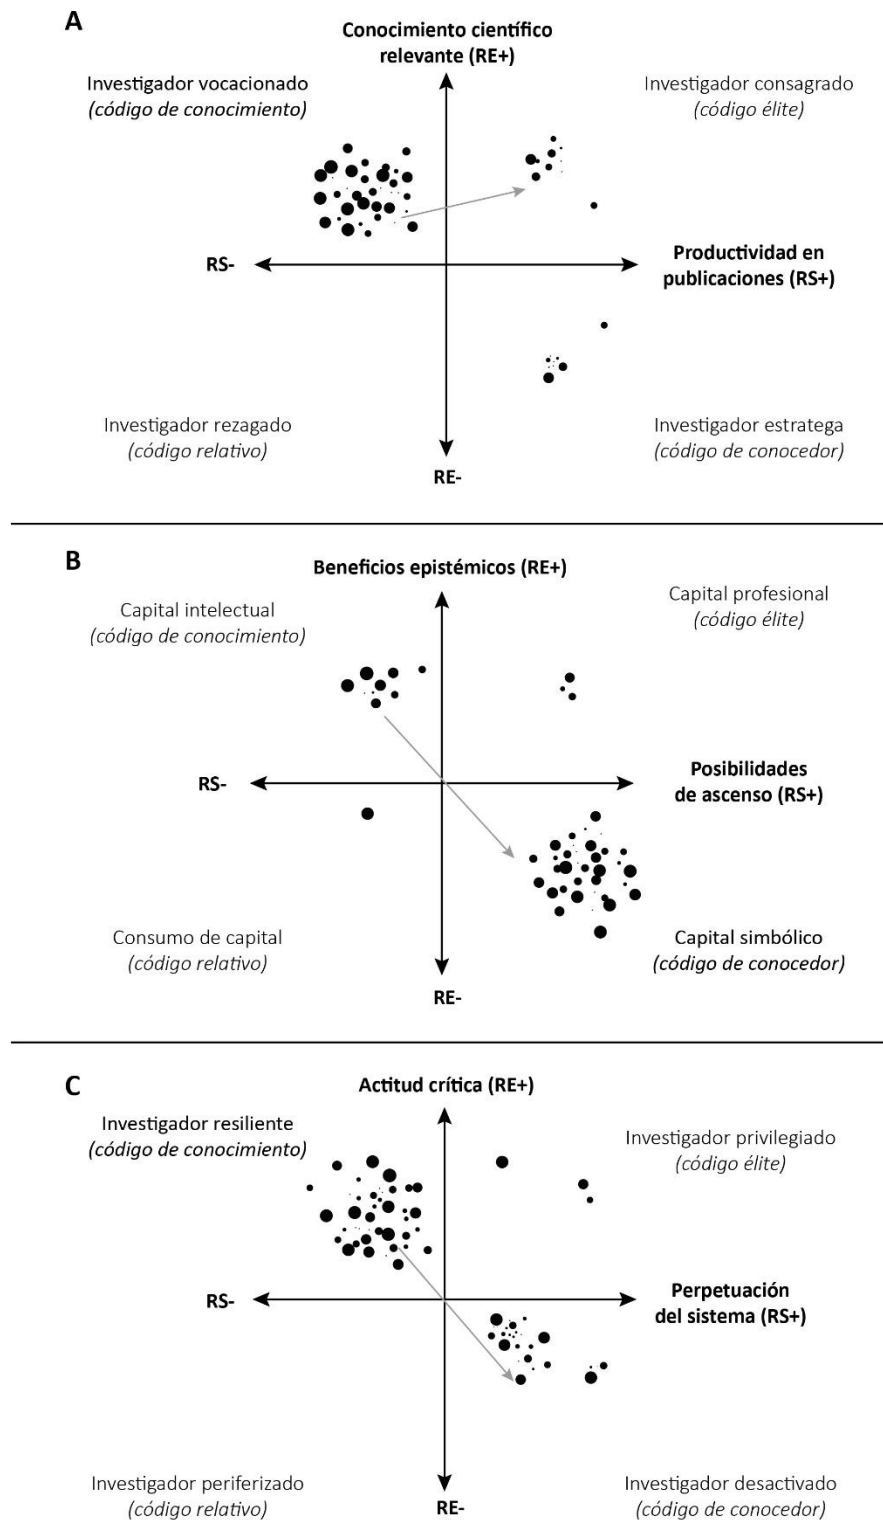 A
Conocimiento científico
relevante (RE+)
Investigador vocacionado
(código de conocimiento)
Investigador consagrado
(código élite)
RS-
Productividad en
publicaciones (RS+)
Investigador rezagado
(código relativo)
Investigador estratega
(código de conocedor)
RE-
B
Beneficios epistémicos (RE+)
Capital intelectual
(código de conocimiento)
Capital profesional
(código élite)
RS-
Posibilidades
de ascenso (RS+)
Consumo de capital
(código relativo)
Capital simbólico
(código de conocedor)
RE-
C
Actitud crítica (RE+)
Investigador resiliente
(código de conocimiento)
Investigador privilegiado
(código élite)
RS-
Perpetuación
del sistema (RS+)
Investigador periferizado
(código relativo)
Investigador desactivado
(código de conocedor)
RE-